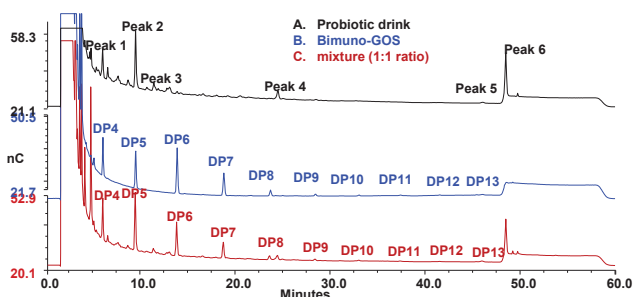 A. Probiotic drink
B. Bimuno-GOS
C. mixture (1:1 ratio)
58.3
Peak 1
Peak 2
Peak 3
Peak 4
Peak 5
Peak 6
21.1
50.5
DP4
DP5
DP6
DP7
DP8
DP9
DP10
DP11
DP12
DP13
nC
21.7
52.9
DP4
DP5
DP6
DP7
DP8
DP9
DP10
DP11
DP12
DP13
20.1
0.0 10.0 20.0 30.0 40.0 50.0 60.0
Minutes